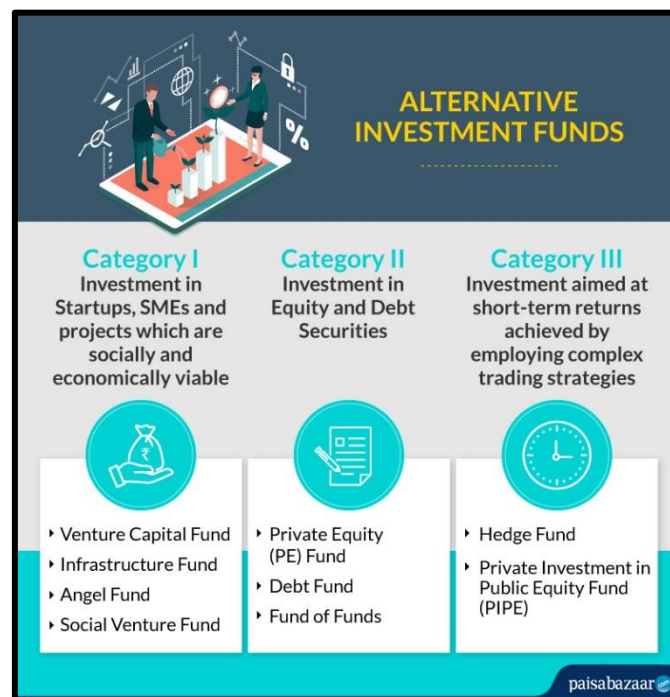 ALTERNATIVE
INVESTMENT FUNDS
%
Category I
Investment in
Startups, SMEs and
projects which are
socially and
economically viable
₹
Venture Capital Fund
Infrastructure Fund
Angel Fund
Social Venture Fund
Category II
Investment in
Equity and Debt
Securities
Private Equity
(PE) Fund
Debt Fund
Fund of Funds
Category III
Investment aimed at
short-term returns
achieved by
employing complex
trading strategies
Hedge Fund
Private Investment in
Public Equity Fund
(PIPE)
paisabazaar